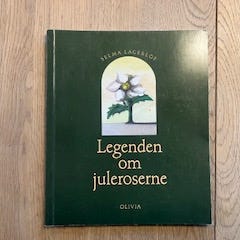 SELMA LAGERLÖF
Legenden
om
juleroserne
OLIVIA